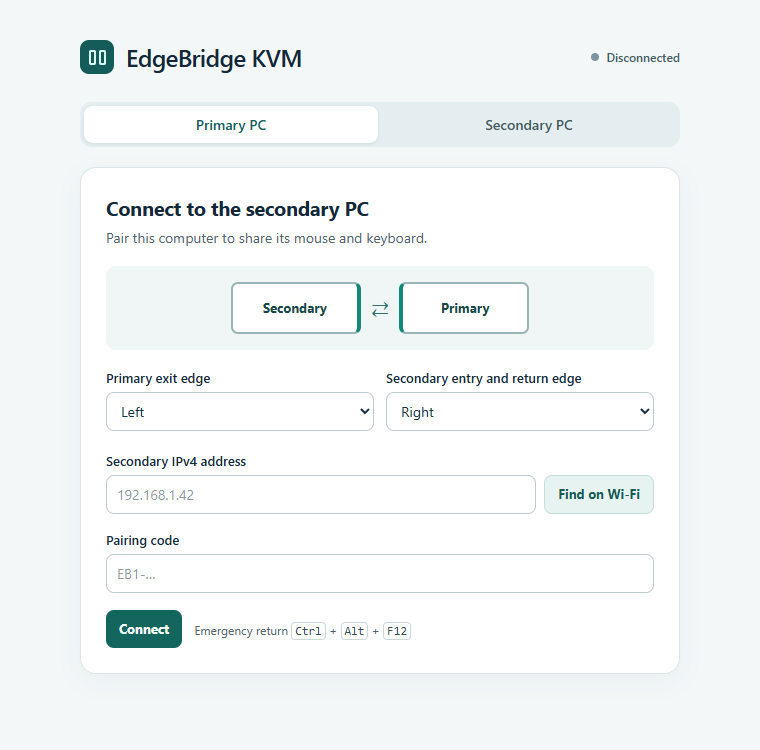 EdgeBridge KVM
Disconnected
Primary PC
Secondary PC
Connect to the secondary PC
Pair this computer to share its mouse and keyboard.
Secondary ⇄ Primary
Primary exit edge
Secondary entry and return edge
Left
Right
Secondary IPv4 address
192.168.1.42
Find on Wi-Fi
Pairing code
EB1-...
Connect
Emergency return Ctrl + Alt + F12